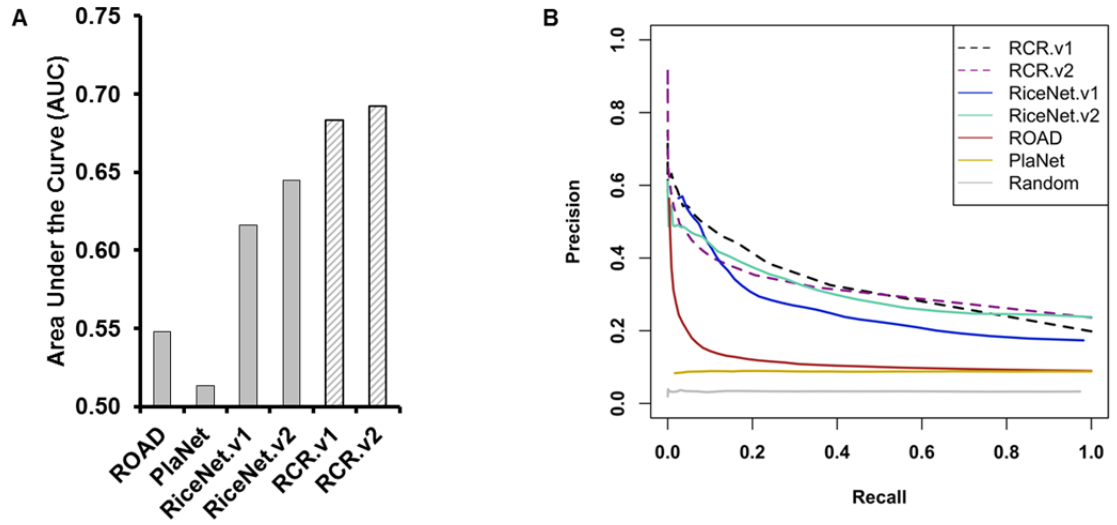 A
Area Under the Curve (AUC)
0.75
0.70
0.65
0.60
0.55
0.50
ROAD
PlaNet
RiceNet.v1
RiceNet.v2
RCR.v1
RCR.v2
B
Precision
1.0
0.8
0.6
0.4
0.2
0.0
RCR.v1
RCR.v2
RiceNet.v1
RiceNet.v2
ROAD
PlaNet
Random
0.0 0.2 0.4 0.6 0.8 1.0
Recall